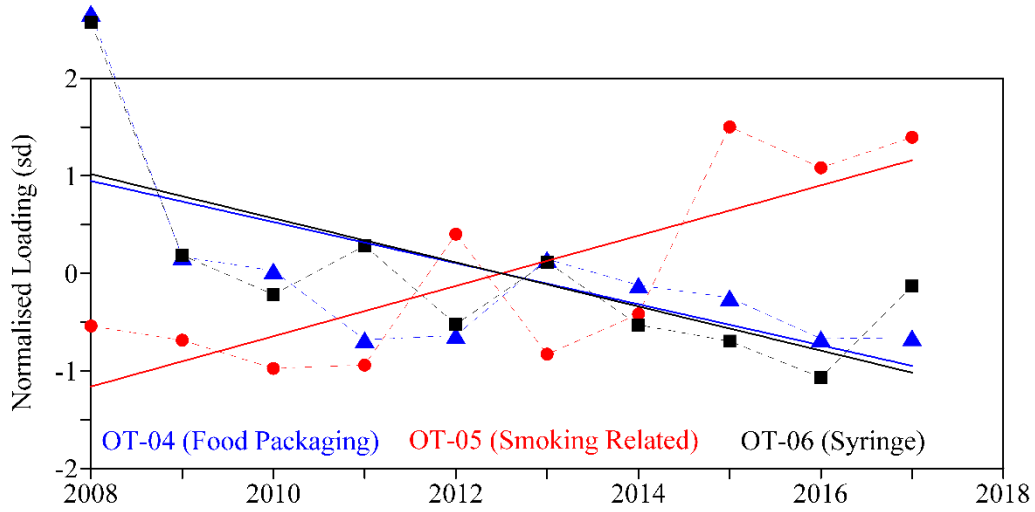 Normalised Loading (sd)
2
1
0
-1
-2
OT-04 (Food Packaging) OT-05 (Smoking Related) OT-06 (Syringe)
2008 2010 2012 2014 2016 2018